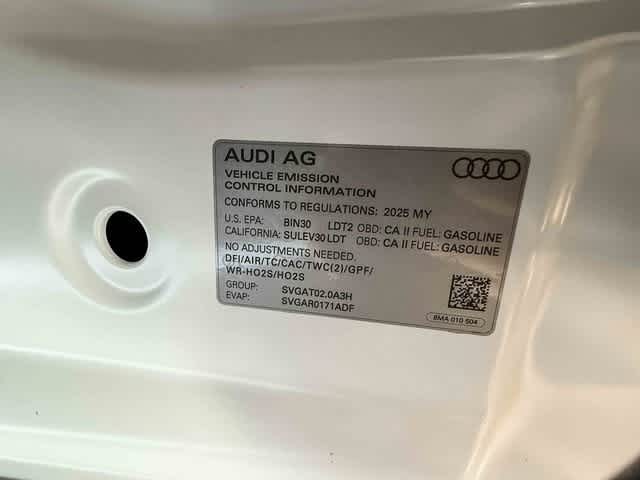 AUDI AG
VEHICLE EMISSION
CONTROL INFORMATION
CONFORMS TO REGULATIONS: 2025 MY
U.S. EPA: BIN30 LDT2 OBD: CA II FUEL: GASOLINE
CALIFORNIA: SULEV30 LDT OBD: CA II FUEL: GASOLINE
NO ADJUSTMENTS NEEDED.
DFI/AIR/TC/CAC/TWC(2)/GPF/
WR-HO2S/HO2S
GROUP: SVGAT02.0A3H
EVAP: SVGAR0171ADF
8MA 010 504